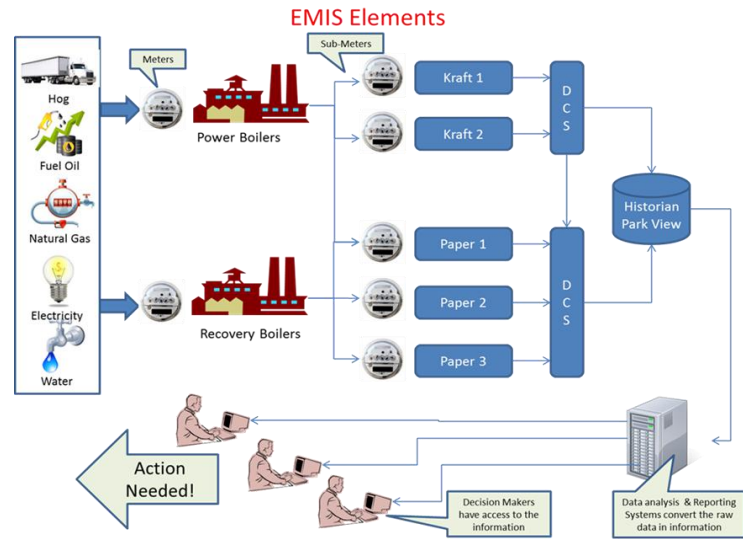 EMIS Elements
Sub-Meters
Meters
Hog
Fuel Oil
Natural Gas
Electricity
Water
Power Boilers
Recovery Boilers
Kraft 1
Kraft 2
D
C
S
Paper 1
Paper 2
Paper 3
D
C
S
Historian
Park View
Action
Needed!
Decision Makers
have access to the
information
Data analysis & Reporting
Systems convert the raw
data in information